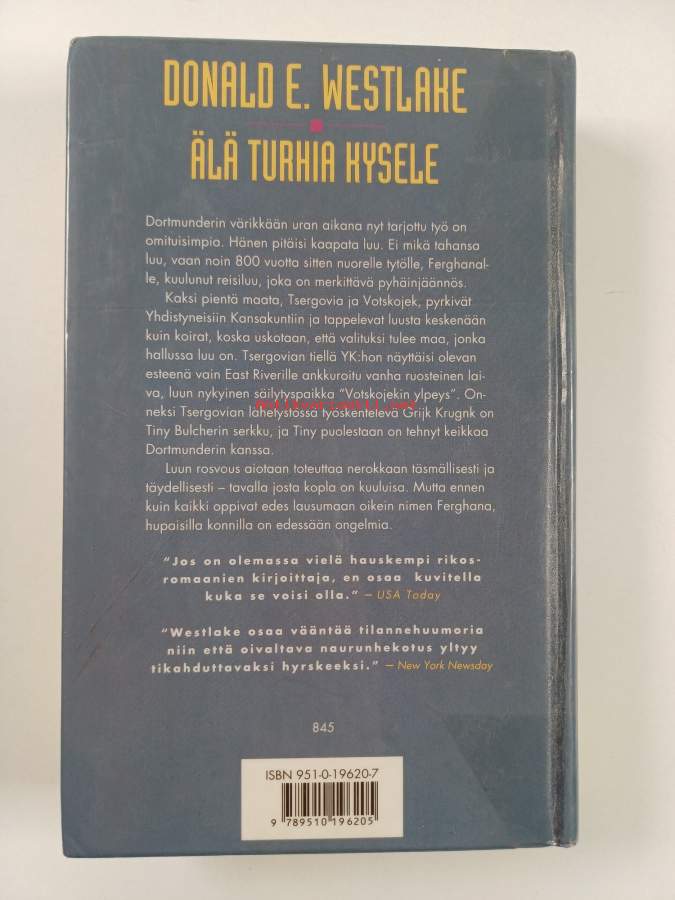 DONALD E. WESTLAKE
ÄLÄ TURHIA KYSELE
Dortmunderin värikkään uran aikana nyt tarjottu työ on
omituisimpia. Hänen pitäisi kaapata luu. Ei mikä tahansa
luu, vaan noin 800 vuotta sitten nuorelle tytölle, Ferghanal-
le, kuulunut reisiluu, joka on merkittävä pyhäinjäännös.
Kaksi pientä maata, Tsergovia ja Votskojek, pyrkivät
Yhdistyneisiin Kansakuntiin ja tappelevat luusta keskenään
kuin koirat, koska uskotaan, että valituksi tulee maa, jonka
hallussa luu on. Tsergovian tiellä YK:hon näyttäisi olevan
esteenä vain East Riverille ankkuroitu vanha ruosteinen lai-
va, luun nykyinen säilytyspaikka "Votskojekin ylpeys". On-
neksi Tsergovian lähetystössä työskentelevä Grijk Krugnk on
Tiny Bulcherin serkku, ja Tiny puolestaan on tehnyt keikkaa
Dortmunderin kanssa.
Luun rosvous aiotaan toteuttaa nerokkaan täsmällisesti ja
täydellisesti – tavalla josta kopla on kuuluisa. Mutta ennen
kuin kaikki oppivat edes lausumaan oikein nimen Ferghana,
hupaisilla konnilla on edessään ongelmia.
"Jos on olemassa vielä hauskempi rikos-
romaanien kirjoittaja, en osaa kuvitella
kuka se voisi olla." – USA Today
"Westlake osaa vääntää tilannehuumoria
niin että oivaltava naurunhekotus yltyy
tikahduttavaksi hyrskeeksi." – New York Newsday
845
ISBN 951-0-19620-7
9 789510 196205